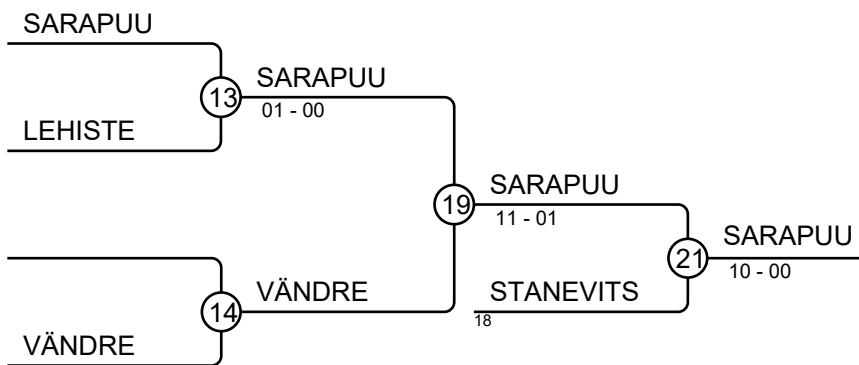 SARAPUU
13
SARAPUU
01 - 00
LEHISTE
19
SARAPUU
11 - 01
21
SARAPUU
10 - 00
14
VÄNDRE
STANEVITS
18
VÄNDRE